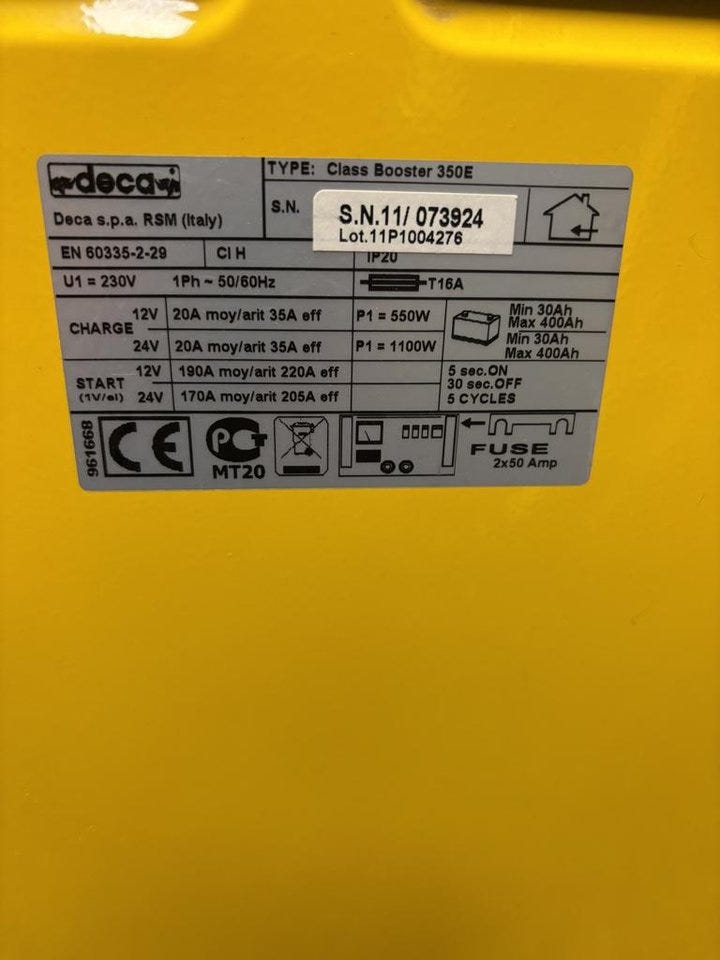 deca
TYPE: Class Booster 350E
Deca s.p.a. RSM (Italy)
S.N.
S.N.11/ 073924
Lot.11P1004276
EN 60335-2-29 Cl H IP20
U1 = 230V 1Ph ~ 50/60Hz T16A
CHARGE
12V 20A moy/arit 35A eff P1 = 550W Min 30Ah
Max 400Ah
24V 20A moy/arit 35A eff P1 = 1100W Min 30Ah
Max 400Ah
START
(1V/el)
12V 190A moy/arit 220A eff
24V 170A moy/arit 205A eff
5 sec.ON
30 sec.OFF
5 CYCLES
961668
CE
PCT
MT20
FUSE
2x50 Amp